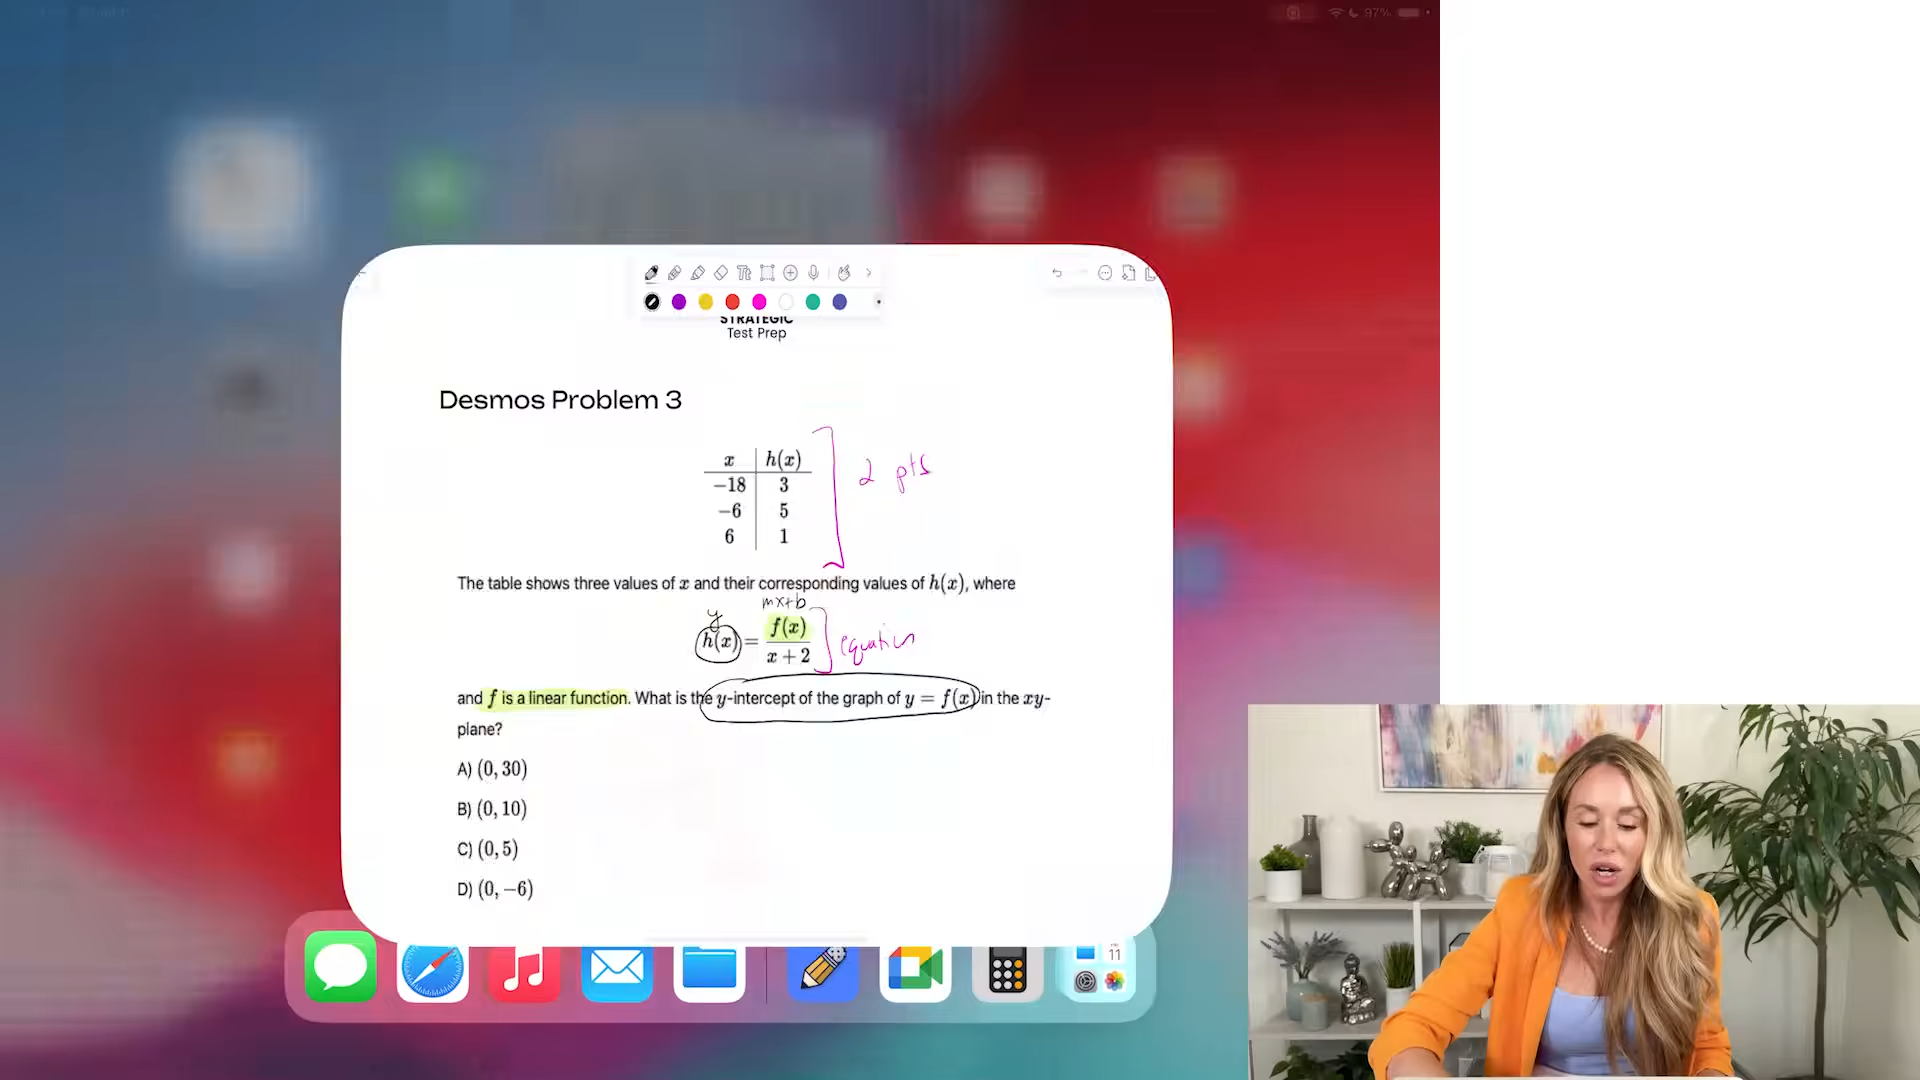 97%
STRATEGIC
Test Prep
Desmos Problem 3
x h(x)
−18 3
−6 5
6 1
2 pts
The table shows three values of x and their corresponding values of h(x), where
y mx+b
h(x) = f(x) / x + 2
equation
and f is a linear function. What is the y-intercept of the graph of y = f(x) in the xy-
plane?
A) (0, 30)
B) (0, 10)
C) (0, 5)
D) (0, −6)
11